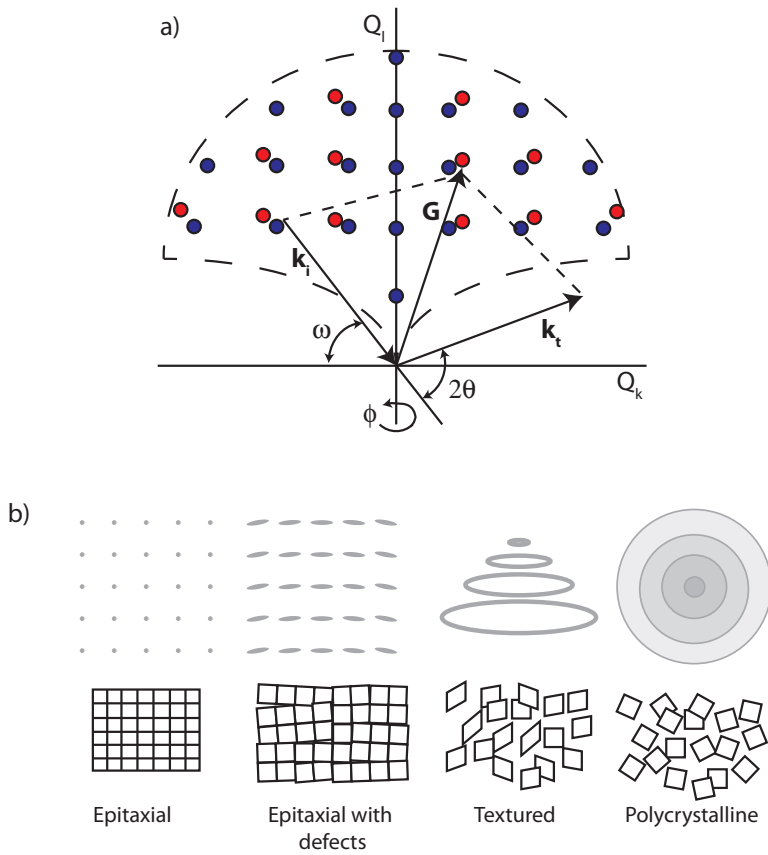 a)
Q_l
G
k_i
ω
k_t
2θ
Q_k
ϕ
b)
Epitaxial
Epitaxial with
defects
Textured
Polycrystalline